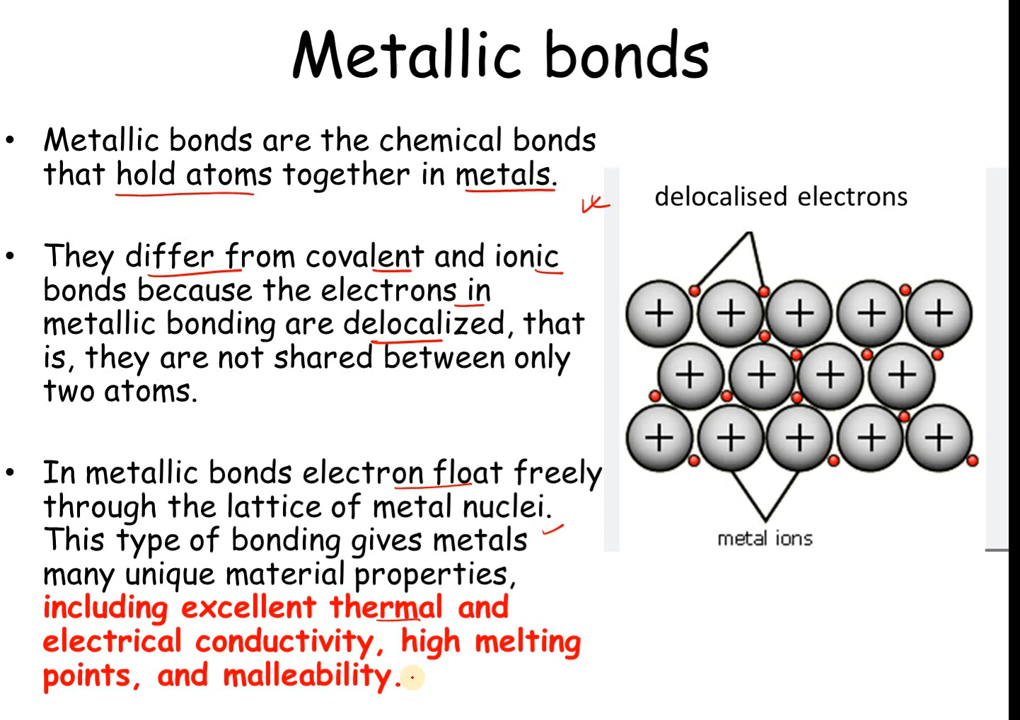 Metallic bonds
• Metallic bonds are the chemical bonds
that hold atoms together in metals.
• They differ from covalent and ionic
bonds because the electrons in
metallic bonding are delocalized, that
is, they are not shared between only
two atoms.
• In metallic bonds electron float freely
through the lattice of metal nuclei.
This type of bonding gives metals
many unique material properties,
including excellent thermal and
electrical conductivity, high melting
points, and malleability.
delocalised electrons
+ + + + +
+ + + +
+ + + + +
metal ions